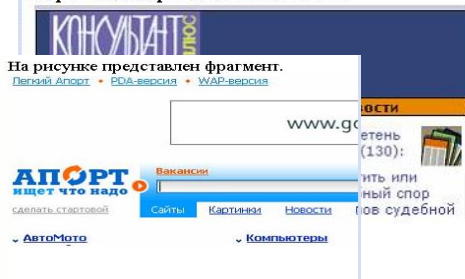 КОНСУЛЬТАНТ ПЛЮС
На рисунке представлен фрагмент.
Легкий Апорт • PDA-версия • WAP-версия
www.go
ости
етень
(130):
ить или
ный спор
ов судебной
АПОРТ
ищет что надо
Вакансии
сделать стартовой
Сайты Картинки Новости
АвтоМото
Компьютеры